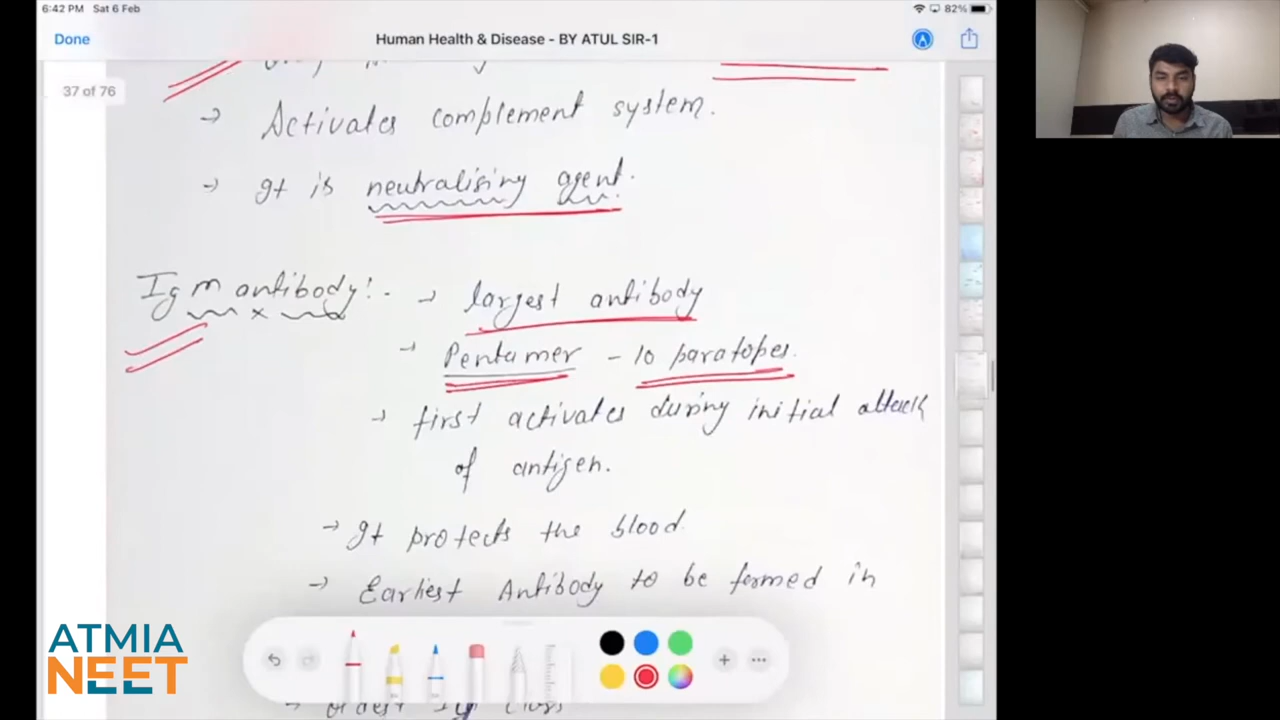 6:42 PM Sat 6 Feb
82%
Done
Human Health & Disease - BY ATUL SIR-1
37 of 76
→ Activates complement system.
→ It is neutralising agent.
Ig m antibody:- → largest antibody
→ Pentamer - 10 paratopes.
→ first activates during initial attack
of antigen.
→ It protects the blood.
→ Earliest Antibody to be formed in
ATMIA
NEET